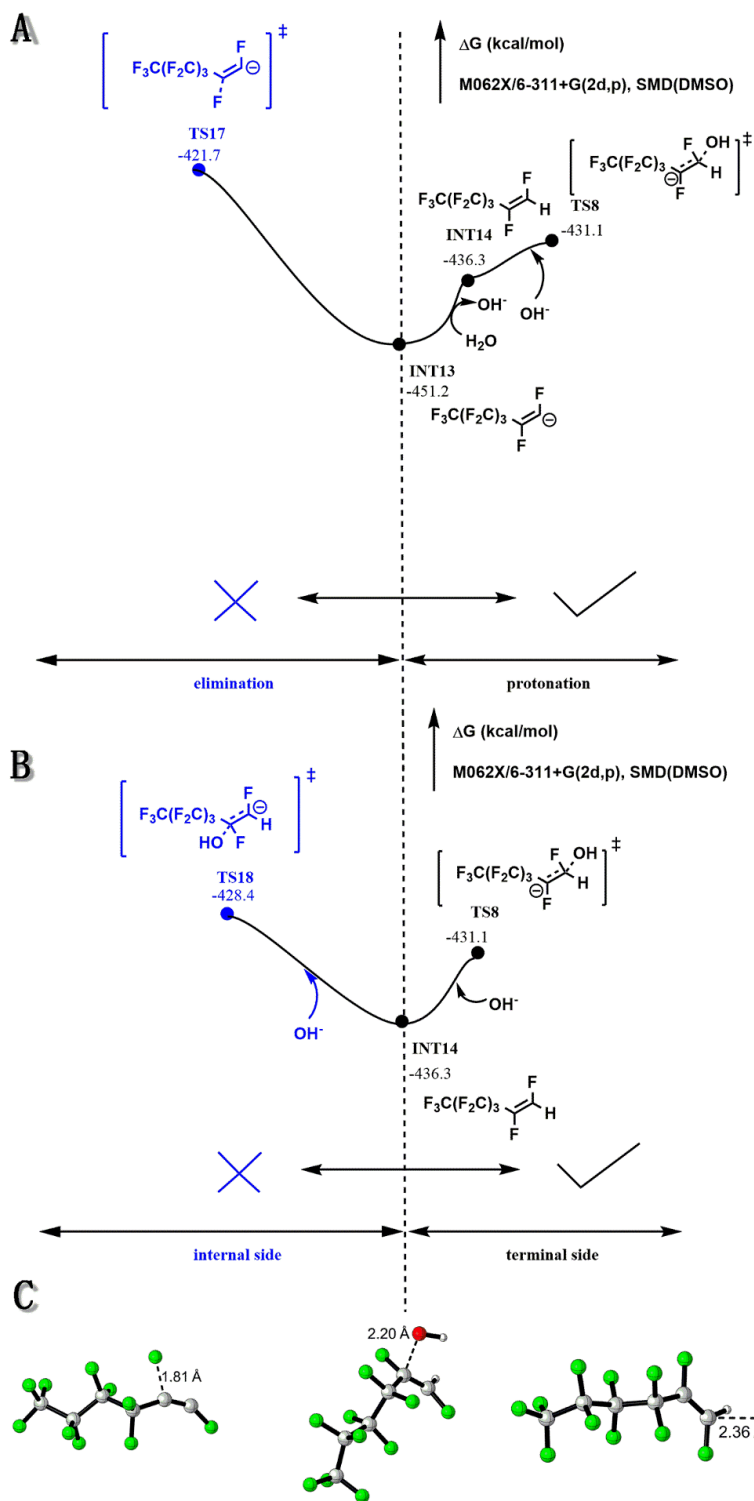 A
ΔG (kcal/mol)
M062X/6-311+G(2d,p), SMD(DMSO)
F₃C(F₂C)₃
F
F
⊖
‡
TS17
-421.7
F₃C(F₂C)₃
F
H
F
INT14
-436.3
F₃C(F₂C)₃
F
OH
H
⊖
F
‡
TS8
-431.1
OH⁻
H₂O
OH⁻
INT13
-451.2
F₃C(F₂C)₃
F
⊖
F
elimination
protonation
B
ΔG (kcal/mol)
M062X/6-311+G(2d,p), SMD(DMSO)
F₃C(F₂C)₃
F
⊖
H
HO
F
‡
TS18
-428.4
F₃C(F₂C)₃
F
OH
H
⊖
F
‡
TS8
-431.1
OH⁻
OH⁻
INT14
-436.3
F₃C(F₂C)₃
F
H
F
internal side
terminal side
C
1.81 Å
2.20 Å
2.36